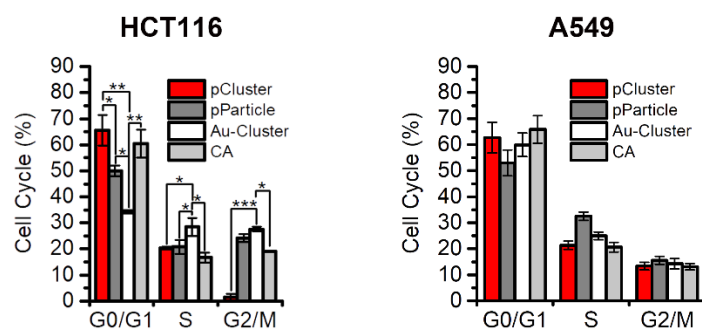 HCT116
90
80
70
60
50
40
30
20
10
0
Cell Cycle (%)
pCluster
pParticle
Au-Cluster
CA
**
*
**
*
*
*
*
***
*
G0/G1 S G2/M
A549
90
80
70
60
50
40
30
20
10
0
Cell Cycle (%)
pCluster
pParticle
Au-Cluster
CA
G0/G1 S G2/M